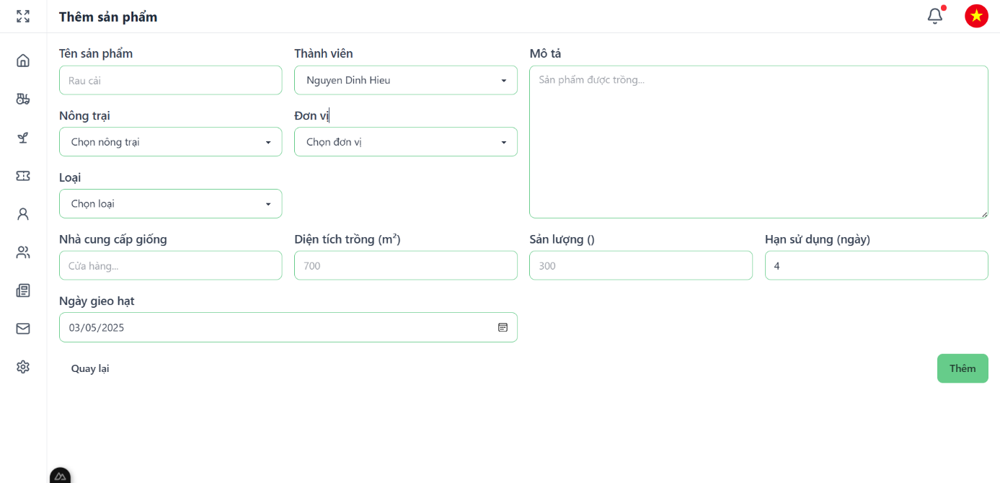 Thêm sản phẩm
Tên sản phẩm
Rau cải
Thành viên
Nguyen Dinh Hieu
Mô tả
Sản phẩm được trồng...
Nông trại
Chọn nông trại
Đơn vị
Chọn đơn vị
Loại
Chọn loại
Nhà cung cấp giống
Cửa hàng...
Diện tích trồng (m²)
700
Sản lượng ()
300
Hạn sử dụng (ngày)
4
Ngày gieo hạt
03/05/2025
Quay lại
Thêm